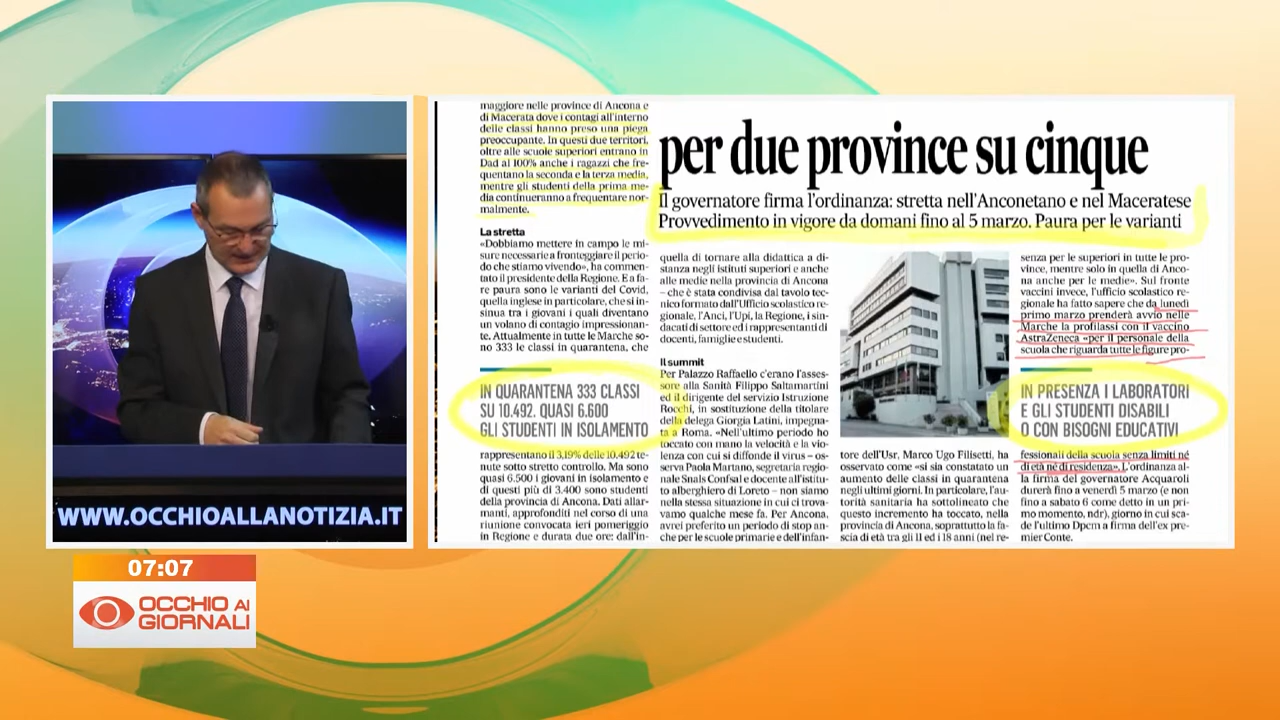 maggiore nelle province di Ancona e
di Macerata dove i contagi all'interno
delle classi hanno preso una piega
preoccupante. In questi due territori,
oltre alle scuole superiori entrano in
Dad al 100% anche i ragazzi che fre-
quentano la seconda e la terza media,
mentre gli studenti della prima me-
dia continueranno a frequentare nor-
malmente.
La stretta
«Dobbiamo mettere in campo le mi-
sure necessarie a fronteggiare il perio-
do che stiamo vivendo», ha commen-
tato il presidente della Regione. E a fa-
re paura sono le varianti del Covid,
quella inglese in particolare, che si in-
sinua tra i giovani i quali diventano
un volano di contagio impressionan-
te. Attualmente in tutte le Marche so-
no 333 le classi in quarantena, che
IN QUARANTENA 333 CLASSI
SU 10.492. QUASI 6.600
GLI STUDENTI IN ISOLAMENTO
rappresentano il 3,19% delle 10.492 te-
nute sotto stretto controllo. Ma sono
quasi 6.500 i giovani in isolamento e
di questi più di 3.400 sono studenti
della provincia di Ancona. Dati allar-
manti, approfonditi nel corso di una
riunione convocata ieri pomeriggio
in Regione e durata due ore: dall'in-
per due province su cinque
Il governatore firma l'ordinanza: stretta nell'Anconetano e nel Maceratese
Provvedimento in vigore da domani fino al 5 marzo. Paura per le varianti
quella di tornare alla didattica a di-
stanza negli istituti superiori e anche
alle medie nella provincia di Ancona
– che è stata condivisa dal tavolo tec-
nico formato dall'Ufficio scolastico re-
gionale, l'Anci, l'Upi, la Regione, i sin-
dacati di settore ed i rappresentanti di
docenti, famiglie e studenti.
Il summit
Per Palazzo Raffaello c'erano l'asses-
sore alla Sanità Filippo Saltamartini
ed il dirigente del servizio Istruzione
Rocchi, in sostituzione della titolare
della delega Giorgia Latini, impegna-
ta a Roma. «Nell'ultimo periodo ho
toccato con mano la velocità e la vio-
lenza con cui si diffonde il virus – os-
serva Paola Martano, segretaria regio-
nale Snals Confsal e docente all'istitu-
to alberghiero di Loreto – non siamo
nella stessa situazione in cui ci trova-
vamo qualche mese fa. Per Ancona,
avrei preferito un periodo di stop an-
che per le scuole primarie e dell'infan-
tore dell'Usr, Marco Ugo Filisetti, ha
osservato come «si sia constatato un
aumento delle classi in quarantena
negli ultimi giorni. In particolare, l'au-
torità sanitaria ha sottolineato che
questo incremento ha toccato, nella
provincia di Ancona, soprattutto la fa-
scia di età tra gli 11 ed i 18 anni (nel re-
senza per le superiori in tutte le pro-
vince, mentre solo in quella di Anco-
na anche per le medie». Sul fronte
vaccini invece, l'ufficio scolastico re-
gionale ha fatto sapere che da lunedì
primo marzo prenderà avvio nelle
Marche la profilassi con il vaccino
AstraZeneca «per il personale della
scuola che riguarda tutte le figure pro-
IN PRESENZA I LABORATORI
E GLI STUDENTI DISABILI
O CON BISOGNI EDUCATIVI
fessionali della scuola senza limiti né
di età né di residenza». L'ordinanza al-
la firma del governatore Acquaroli
durerà fino a venerdì 5 marzo (e non
fino a sabato 6 come detto in un pri-
mo momento, ndr), giorno in cui sca-
de l'ultimo Dpcm a firma dell'ex pre-
mier Conte.
WWW.OCCHIOALLANOTIZIA.IT
07:07
OCCHIO AI
GIORNALI